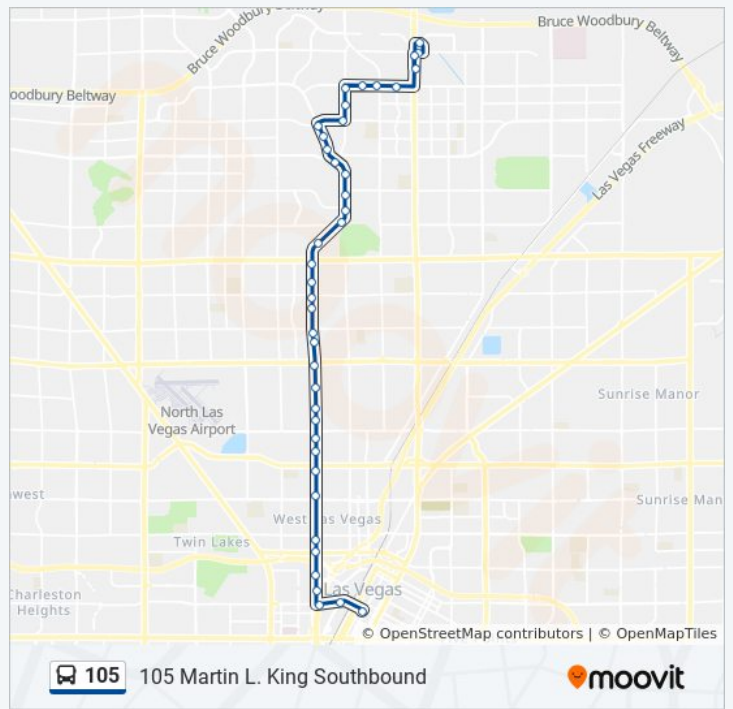 Bruce Woodbury Beltway
Bruce Woodbury
Beltway
oodbury Beltway
Las Vegas Freeway
North Las
Vegas Airport
Sunrise Manor
west
West Las Vegas
Sunrise Man
Twin Lakes
Las Vegas
Charleston
Heights
© OpenStreetMap contributors | © OpenMapTiles
105 105 Martin L. King Southbound
moovit